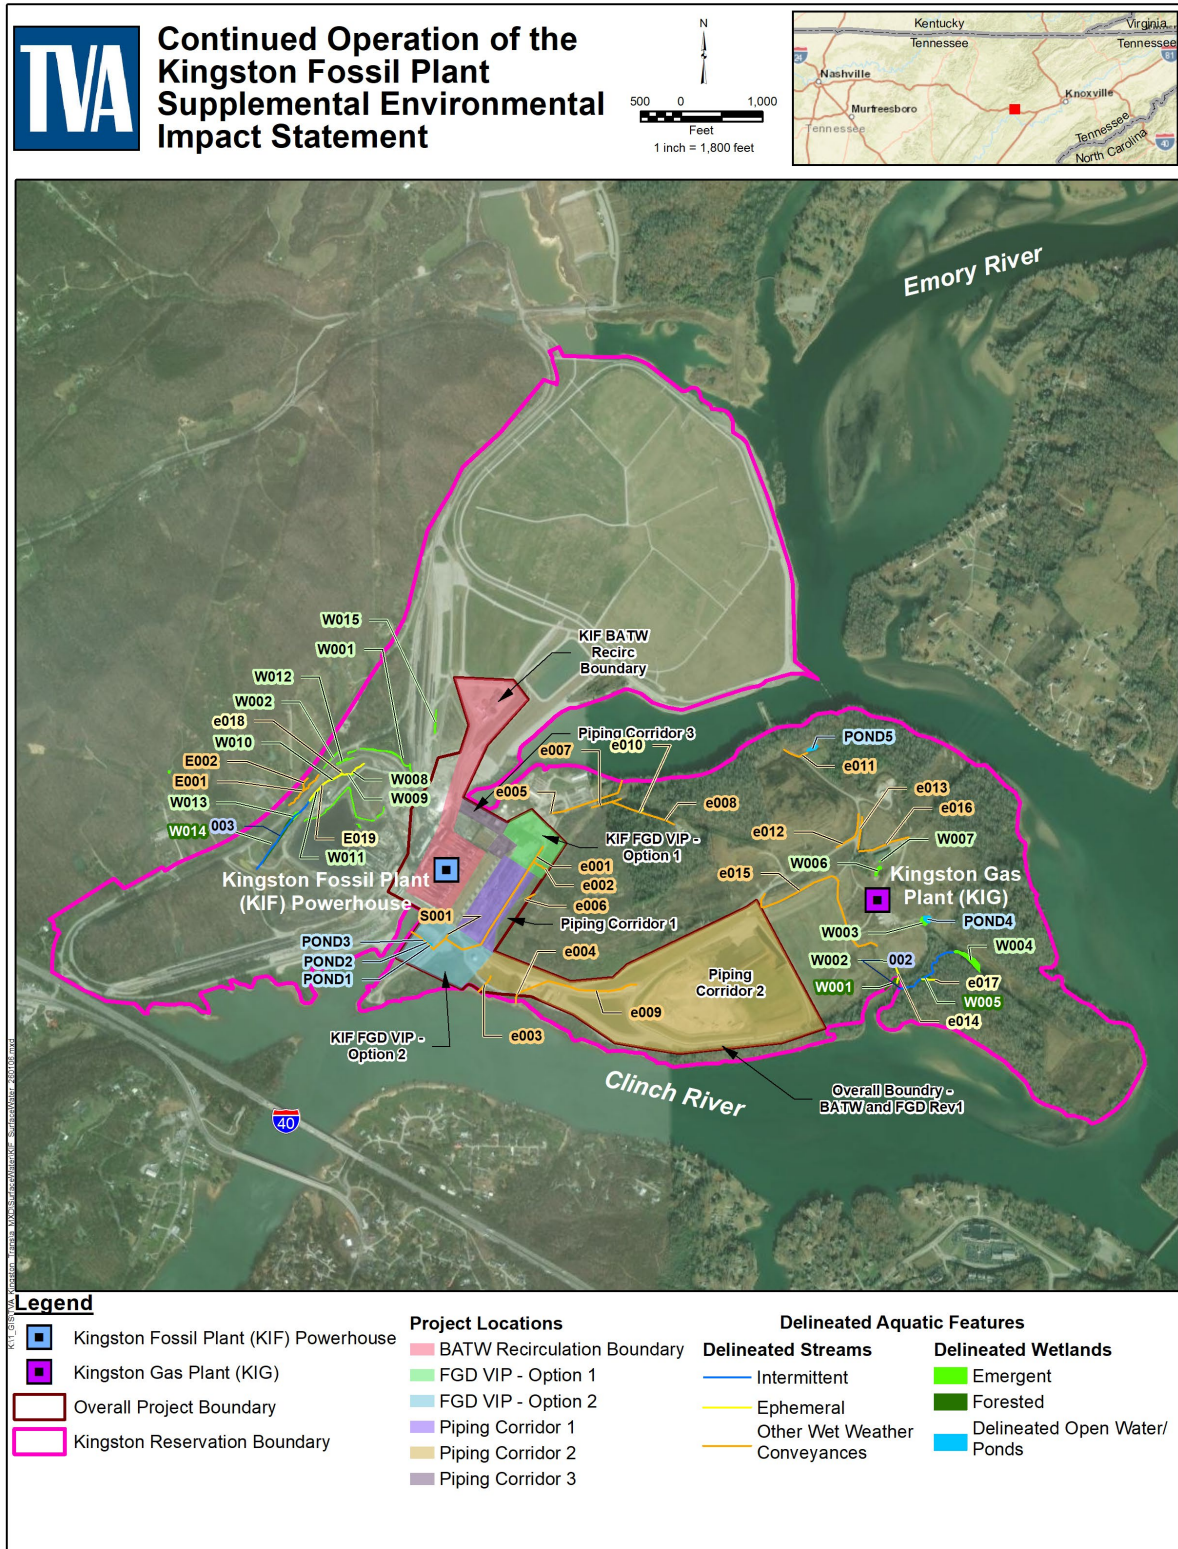 TVA
Continued Operation of the
Kingston Fossil Plant
Supplemental Environmental
Impact Statement
N
500 0 1,000
Feet
1 inch = 1,800 feet
Kentucky
Virginia
Tennessee
Tennessee
24
81
Nashville
Knoxville
Murfreesboro
Tennessee
Tennessee
North Carolina
40
Emory River
W015
KIF BATW
Recirc
Boundary
W001
W012
W002
e018
W010
Piping Corridor 3
e007
e010
POND5
E002
e011
E001
W008
e005
e013
W013
W009
e008
e016
W014
003
E019
e012
W007
W011
KIF FGD VIP -
Option 1
W006
e001
Kingston Fossil Plant
(KIF) Powerhouse
e015
Kingston Gas
Plant (KIG)
e002
e006
S001
Piping Corridor 1
POND4
W003
POND3
W004
e004
POND2
W002
002
POND1
Piping
Corridor 2
e017
W001
W005
e009
e014
KIF FGD VIP -
Option 2
e003
Clinch River
Overall Boundry -
BATW and FGD Rev1
40
Legend
Kingston Fossil Plant (KIF) Powerhouse
Kingston Gas Plant (KIG)
Overall Project Boundary
Kingston Reservation Boundary
Project Locations
BATW Recirculation Boundary
FGD VIP - Option 1
FGD VIP - Option 2
Piping Corridor 1
Piping Corridor 2
Piping Corridor 3
Delineated Aquatic Features
Delineated Streams
Intermittent
Ephemeral
Other Wet Weather
Conveyances
Delineated Wetlands
Emergent
Forested
Delineated Open Water/
Ponds